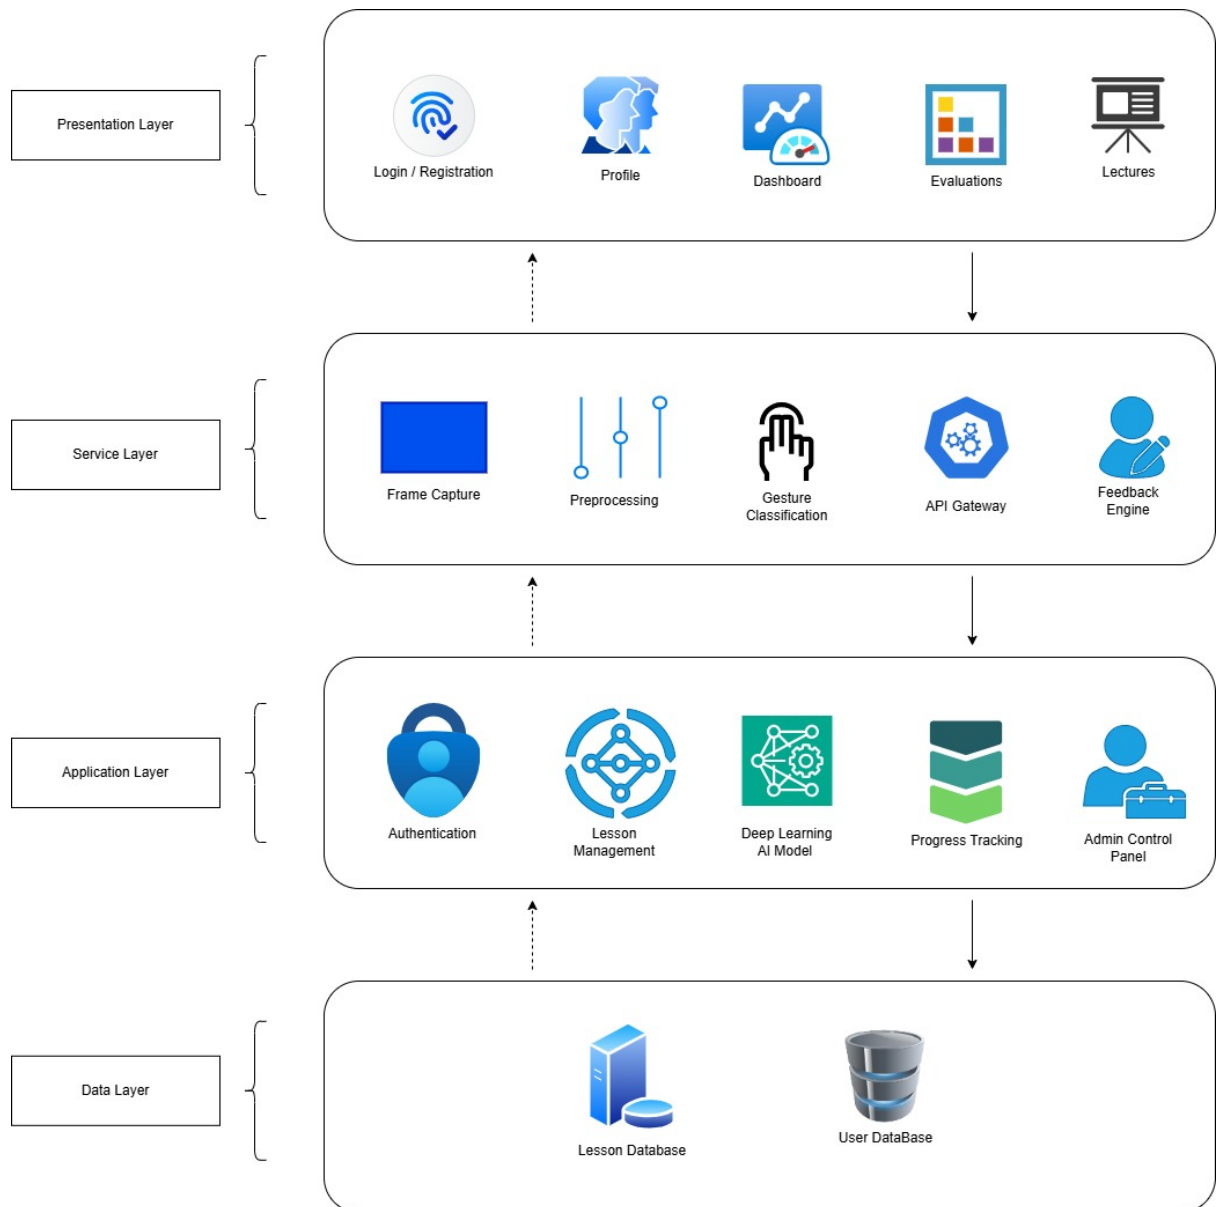 Presentation Layer
Login / Registration
Profile
Dashboard
Evaluations
Lectures
Service Layer
Frame Capture
Preprocessing
Gesture
Classification
API Gateway
Feedback
Engine
Application Layer
Authentication
Lesson
Management
Deep Learning
AI Model
Progress Tracking
Admin Control
Panel
Data Layer
Lesson Database
User DataBase